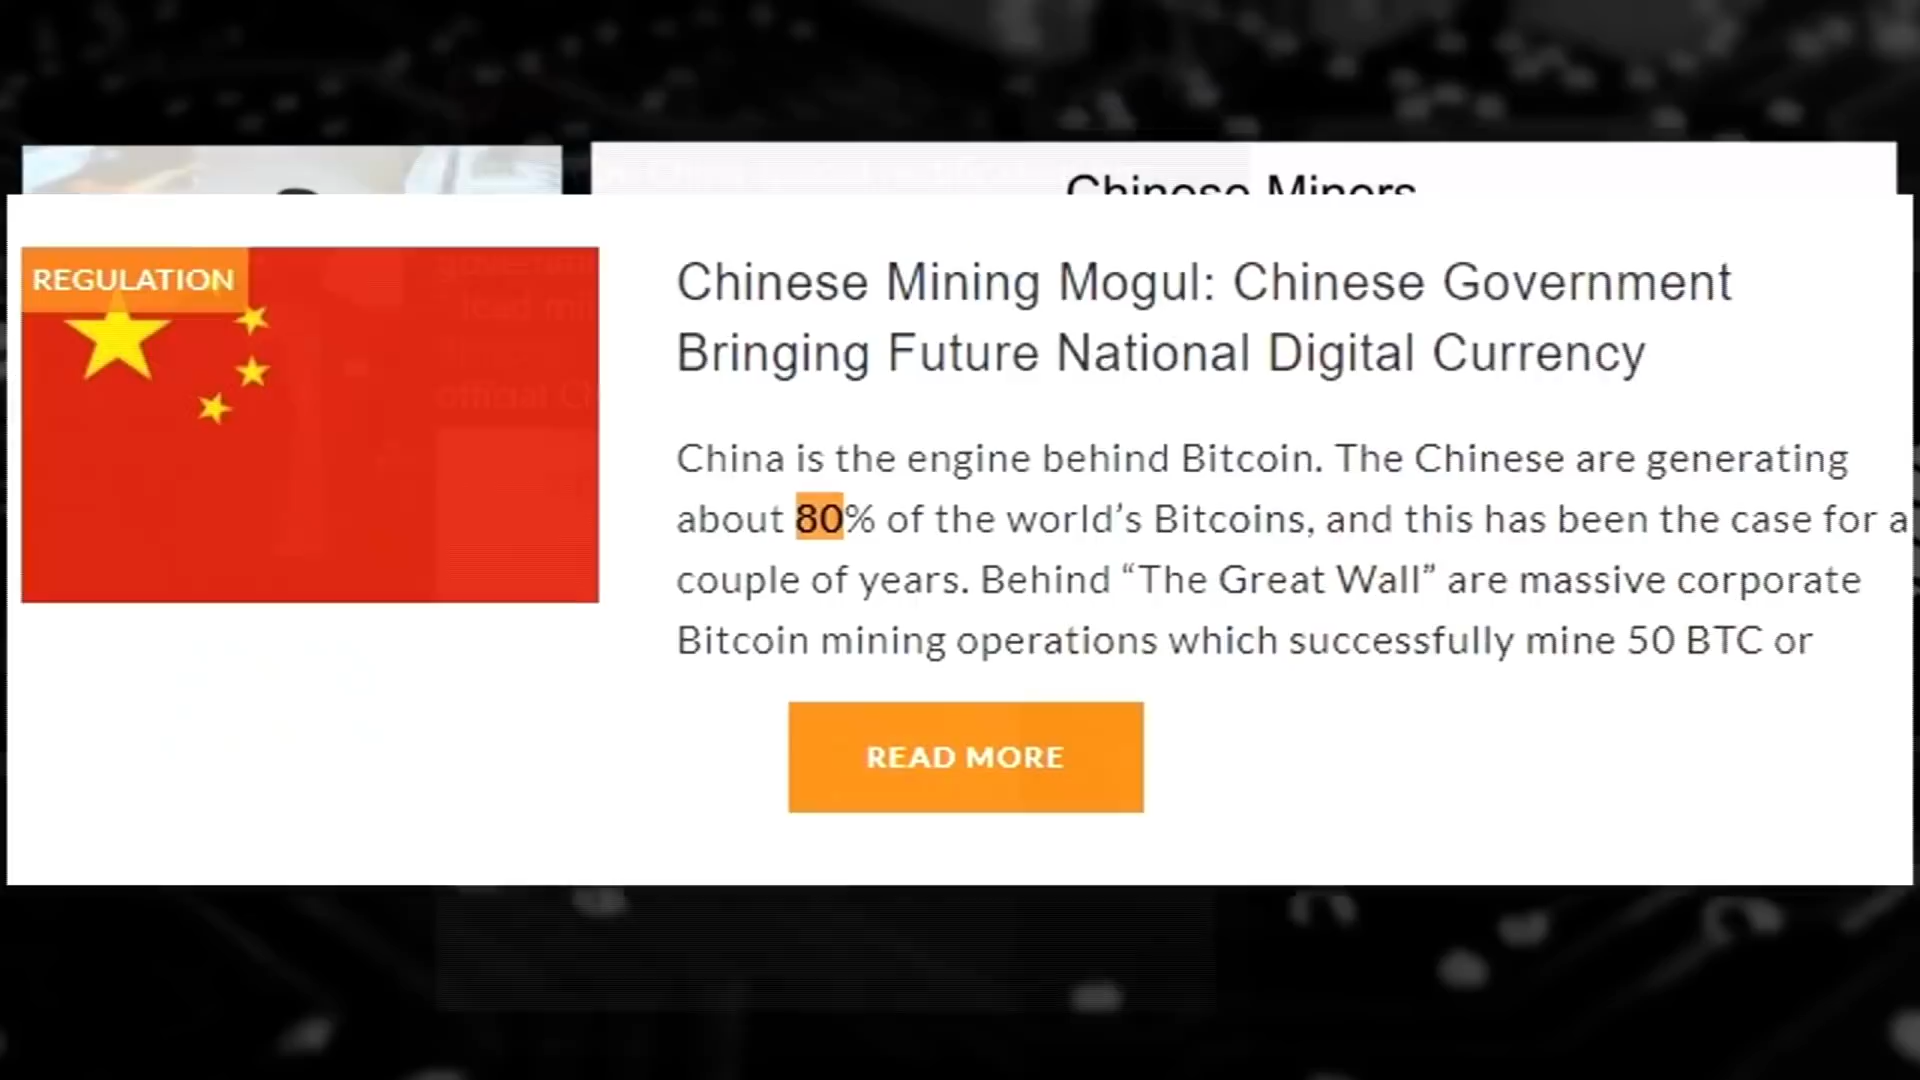 Chinese Miners
REGULATION
Chinese Mining Mogul: Chinese Government
Bringing Future National Digital Currency
China is the engine behind Bitcoin. The Chinese are generating
about 80% of the world’s Bitcoins, and this has been the case for a
couple of years. Behind “The Great Wall” are massive corporate
Bitcoin mining operations which successfully mine 50 BTC or
READ MORE